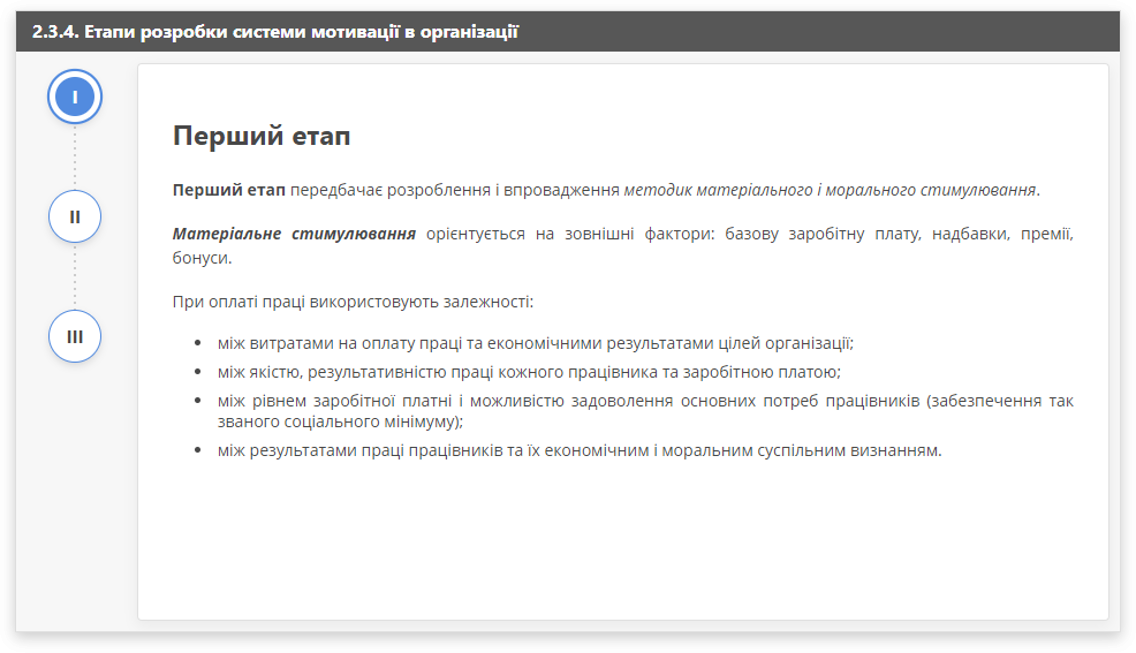 2.3.4. Етапи розробки системи мотивації в організації
I
II
III
Перший етап
Перший етап передбачає розроблення і впровадження методик матеріального і морального стимулювання.
Матеріальне стимулювання орієнтується на зовнішні фактори: базову заробітну плату, надбавки, премії,
бонуси.
При оплаті праці використовують залежності:
• між витратами на оплату праці та економічними результатами цілей організації;
• між якістю, результативністю праці кожного працівника та заробітною платою;
• між рівнем заробітної платні і можливістю задоволення основних потреб працівників (забезпечення так
званого соціального мінімуму);
• між результатами праці працівників та їх економічним і моральним суспільним визнанням.